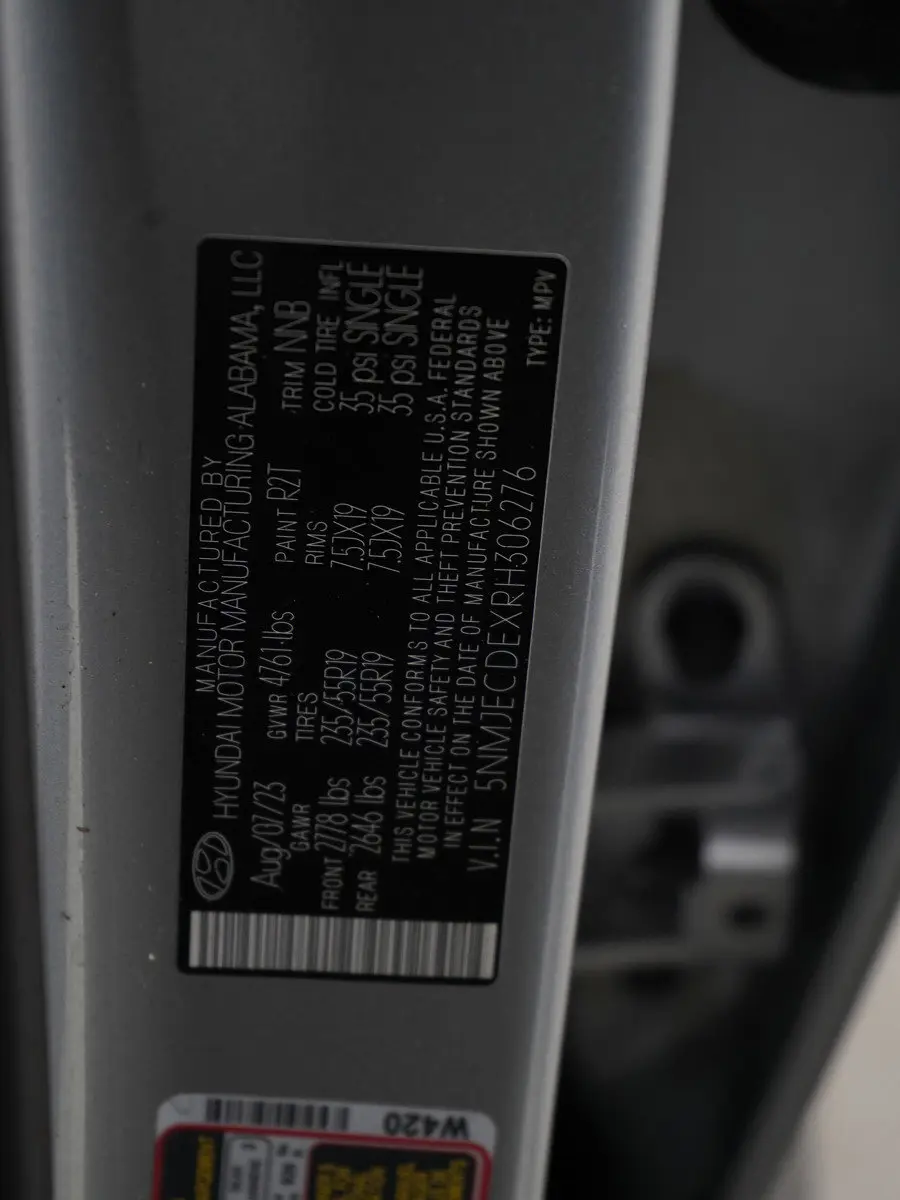 MANUFACTURED BY
HYUNDAI MOTOR MANUFACTURING ALABAMA, LLC
Aug/07/23 GVWR 4761 lbs PAINT R2T TRIM NNB
GAWR TIRES RIMS COLD TIRE INFL
FRONT 2778 lbs 235/55R19 7.5JX19 35 psi SINGLE
REAR 2646 lbs 235/55R19 7.5JX19 35 psi SINGLE
THIS VEHICLE CONFORMS TO ALL APPLICABLE U.S.A. FEDERAL
MOTOR VEHICLE SAFETY AND THEFT PREVENTION STANDARDS
IN EFFECT ON THE DATE OF MANUFACTURE SHOWN ABOVE
V.I.N 5NMJECDEXRH306276 TYPE: MPV
W420